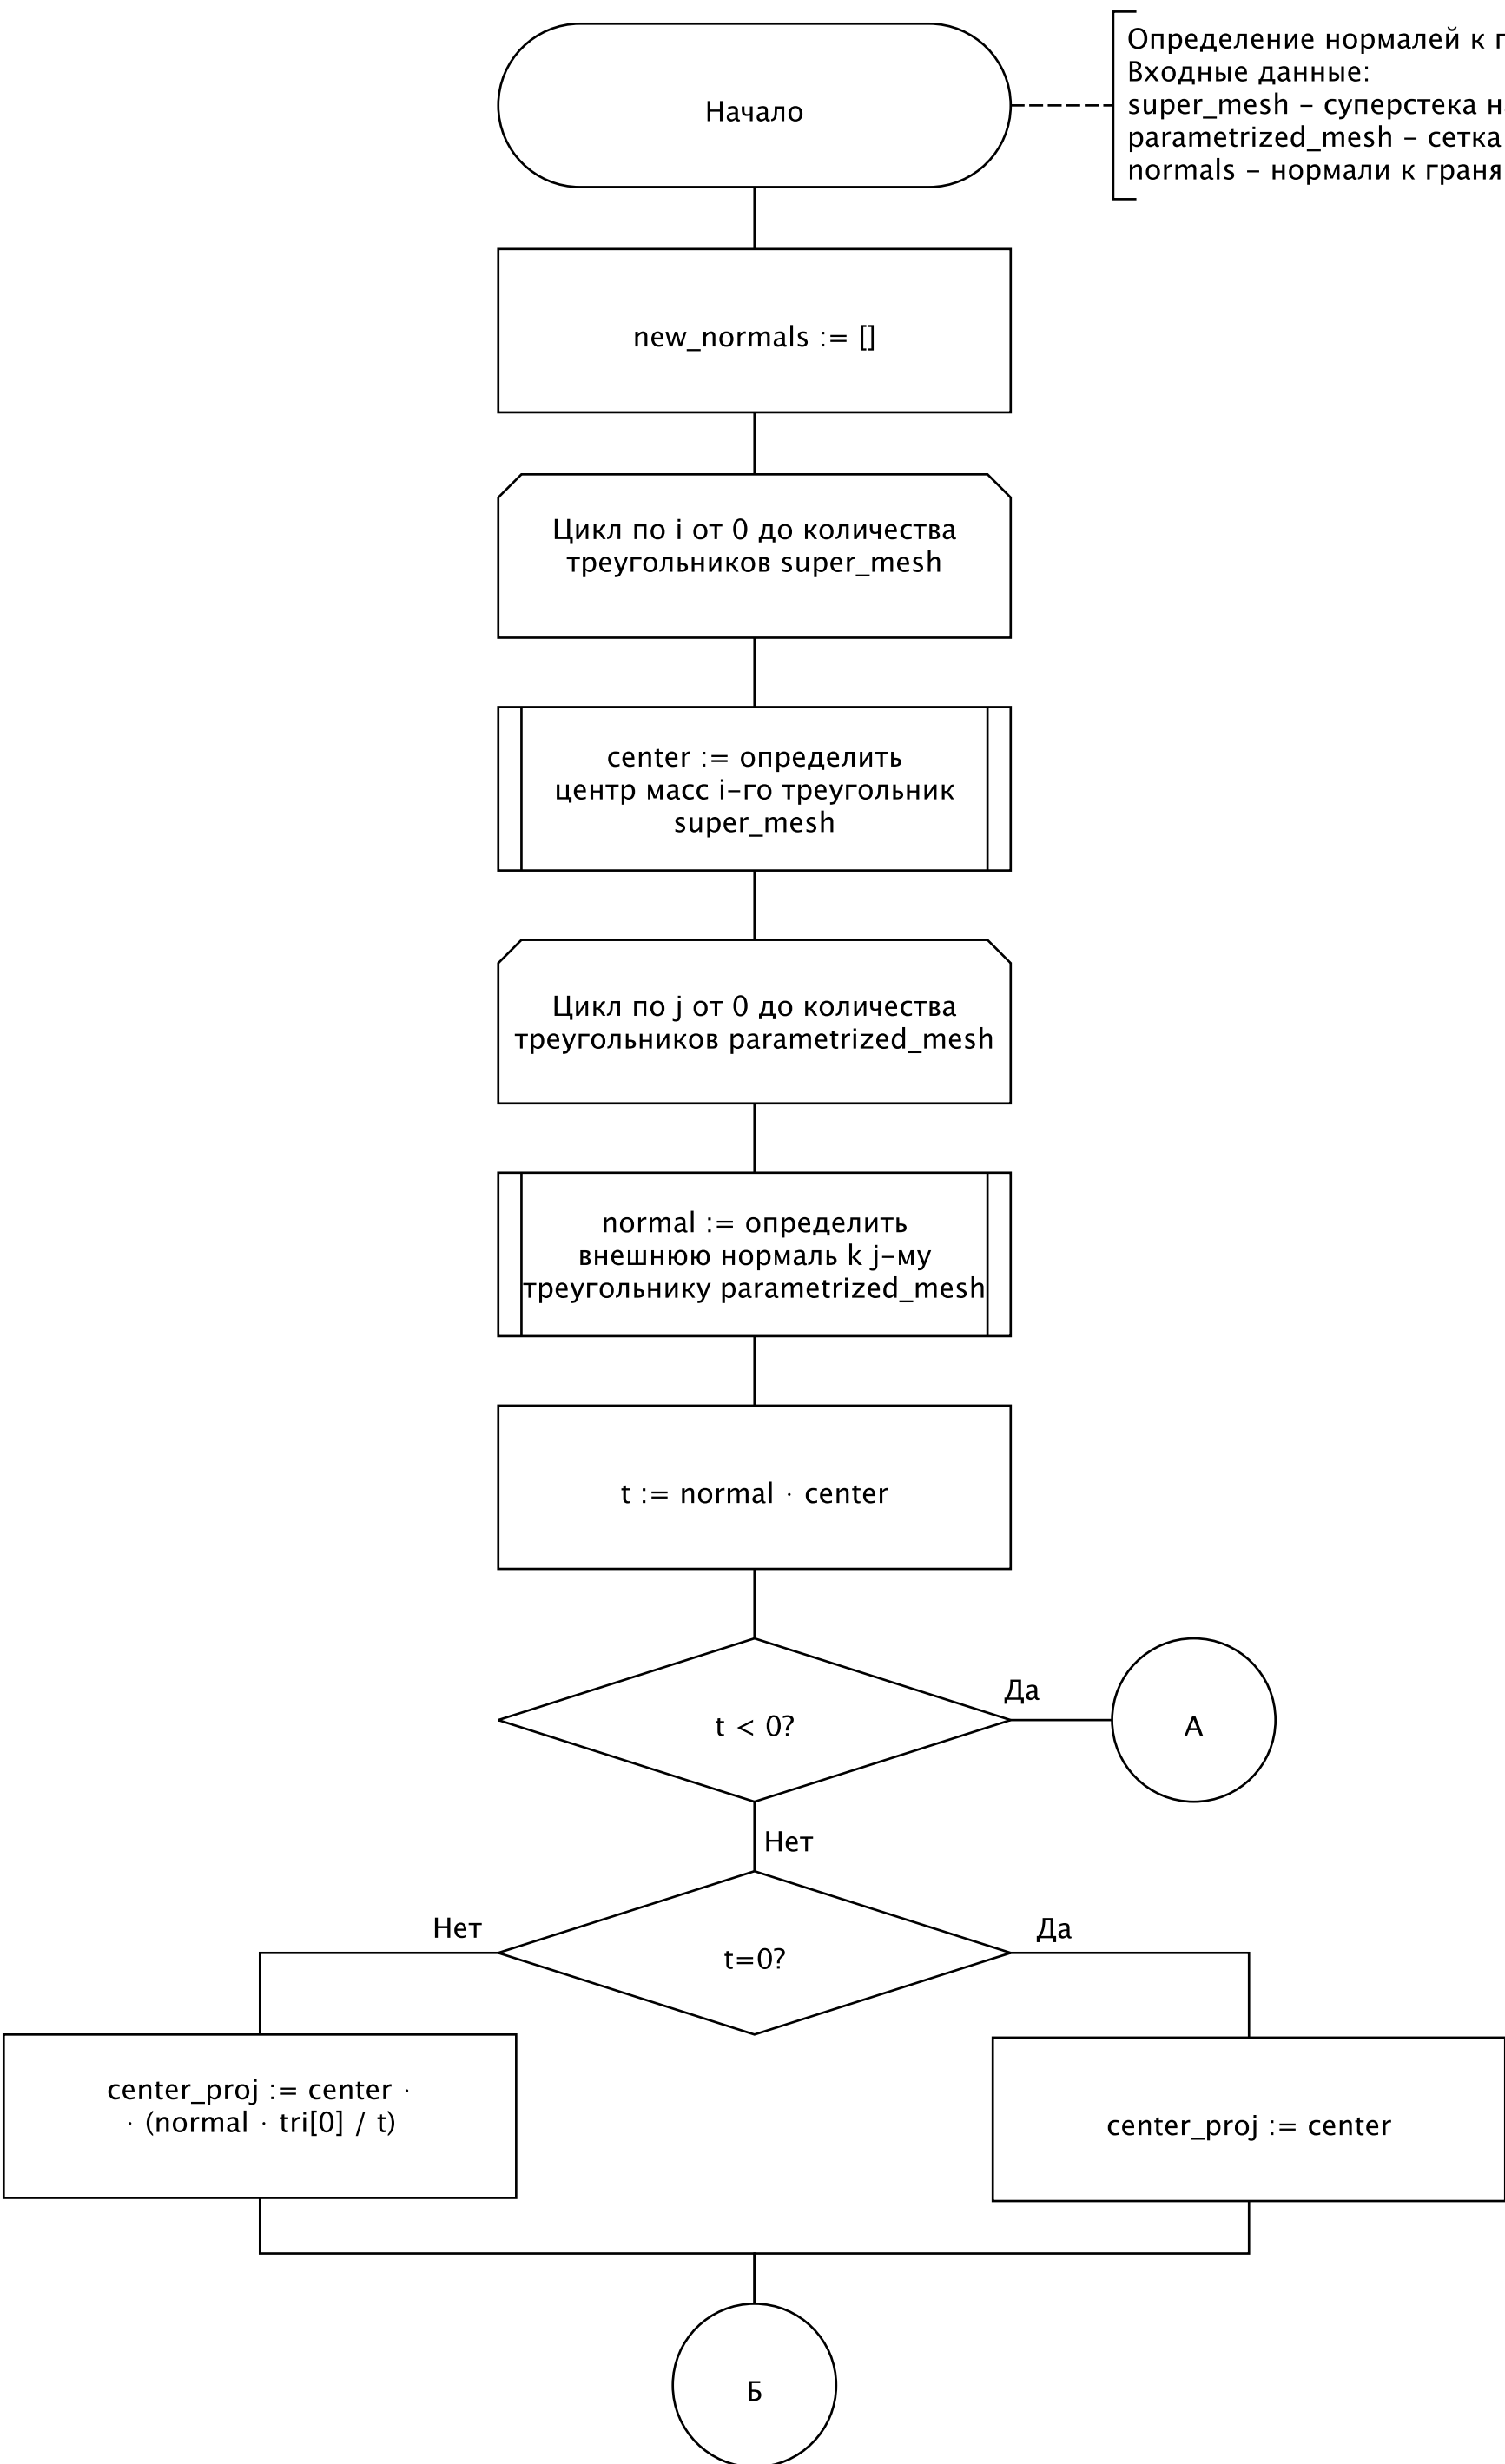 Начало
Определение нормалей к
Входные данные:
super_mesh – суперстека
parametrized_mesh – сетка
normals – нормали к
new_normals := []
Цикл по i от 0 до количества
треугольников super_mesh
center := определить
центр масс i–го треугольник
super_mesh
Цикл по j от 0 до количества
треугольников parametrized_mesh
normal := определить
внешнюю нормаль k j–му
треугольнику parametrized_mesh
t := normal · center
t < 0?
Да
А
Нет
t=0?
Нет
Да
center_proj := center ·
· (normal · tri[0] / t)
center_proj := center
Б